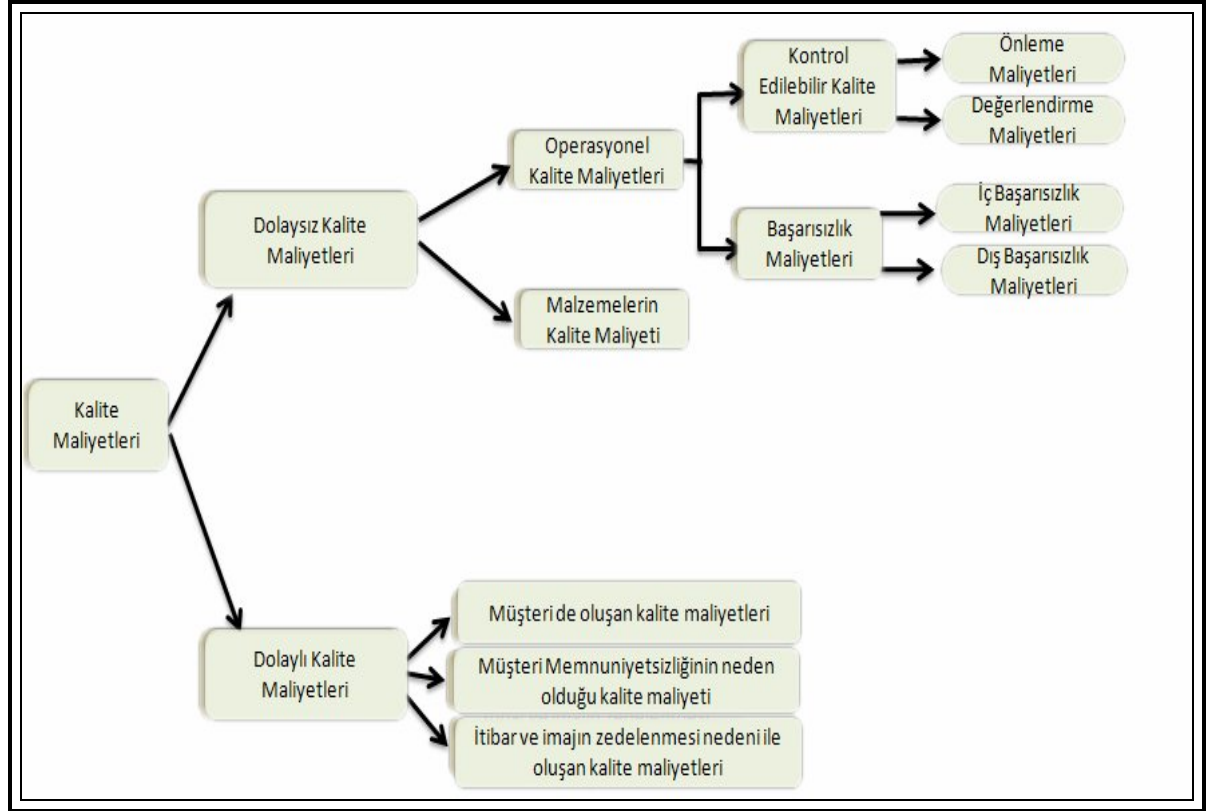 Kontrol
Edilebilir Kalite
Maliyetleri
Önleme
Maliyetleri
Değerlendirme
Maliyetleri
Operasyonel
Kalite Maliyetleri
İç Başarısızlık
Maliyetleri
Dolaysız Kalite
Maliyetleri
Başarısızlık
Maliyetleri
Dış Başarısızlık
Maliyetleri
Malzemelerin
Kalite Maliyeti
Kalite
Maliyetleri
Müşteri de oluşan kalite maliyetleri
Dolaylı Kalite
Maliyetleri
Müşteri Memnuniyetsizliğinin neden
olduğu kalite maliyeti
İtibar ve imajın zedelenmesi nedeni ile
oluşan kalite maliyetleri